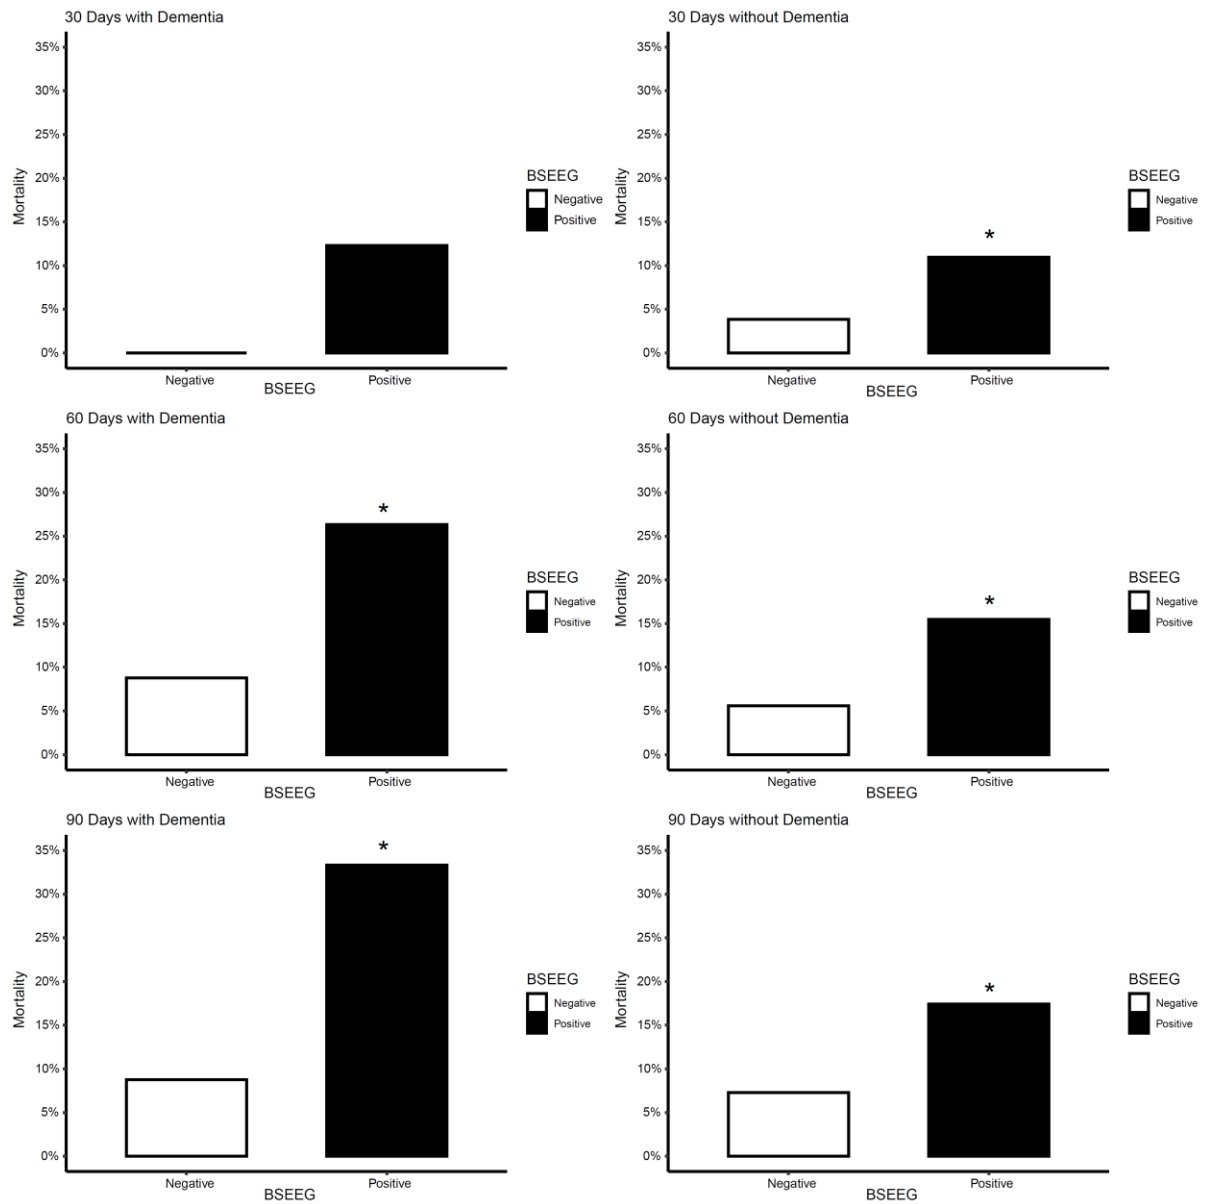 30 Days with Dementia
35%
30%
25%
20%
15%
10%
5%
0%
Mortality
Negative
Positive
BSEEG
BSEEG
Negative
Positive
30 Days without Dementia
35%
30%
25%
20%
15%
*
10%
5%
0%
Mortality
Negative
Positive
BSEEG
BSEEG
Negative
Positive
60 Days with Dementia
35%
30%
*
25%
20%
15%
10%
5%
0%
Mortality
Negative
Positive
BSEEG
BSEEG
Negative
Positive
60 Days without Dementia
35%
30%
25%
20%
*
15%
10%
5%
0%
Mortality
Negative
Positive
BSEEG
BSEEG
Negative
Positive
90 Days with Dementia
*
35%
30%
25%
20%
15%
10%
5%
0%
Mortality
Negative
Positive
BSEEG
BSEEG
Negative
Positive
90 Days without Dementia
35%
30%
25%
20%
*
15%
10%
5%
0%
Mortality
Negative
Positive
BSEEG
BSEEG
Negative
Positive